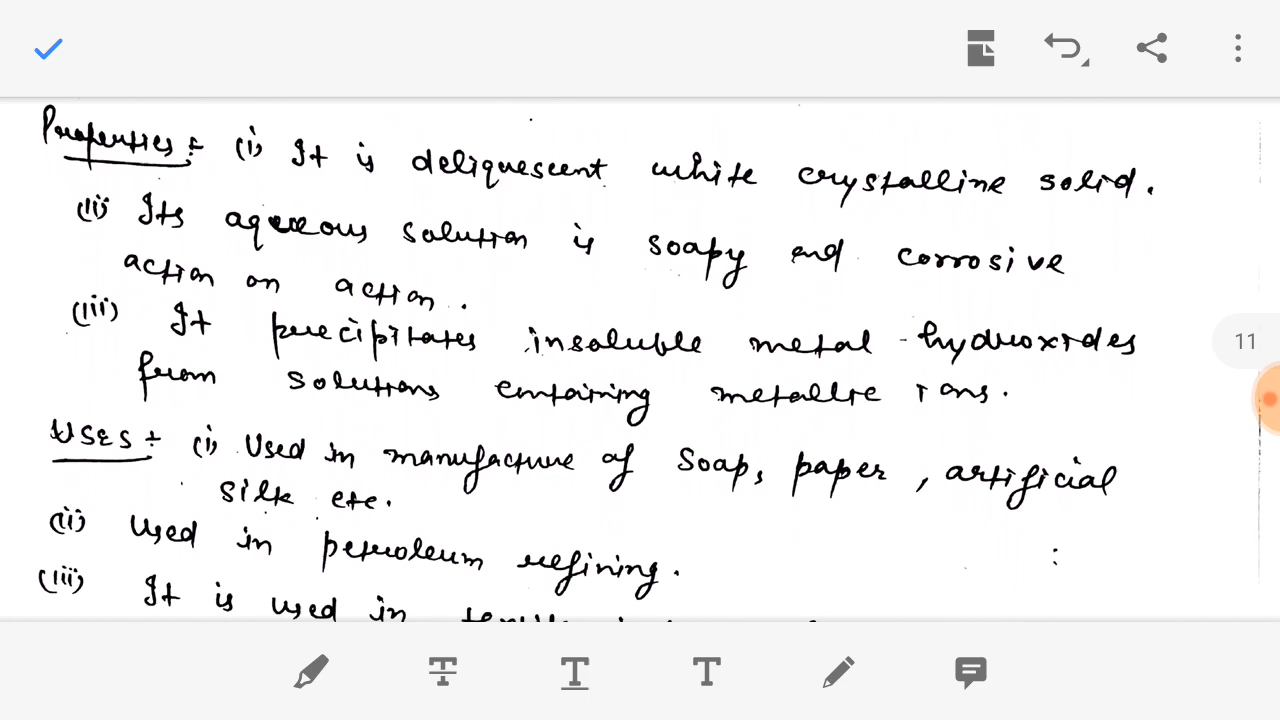 Properties :- (i) It is deliquescent white crystalline solid.
(ii) Its aqueous solution is soapy and corrosive
action on action.
(iii) It precipitates insoluble metal hydroxides
from solutions containing metallic ions.
11
Uses :- (i) Used in manufacture of Soap, paper, artificial
silk etc.
(ii) Used in petroleum refining.
(iii) It is used in